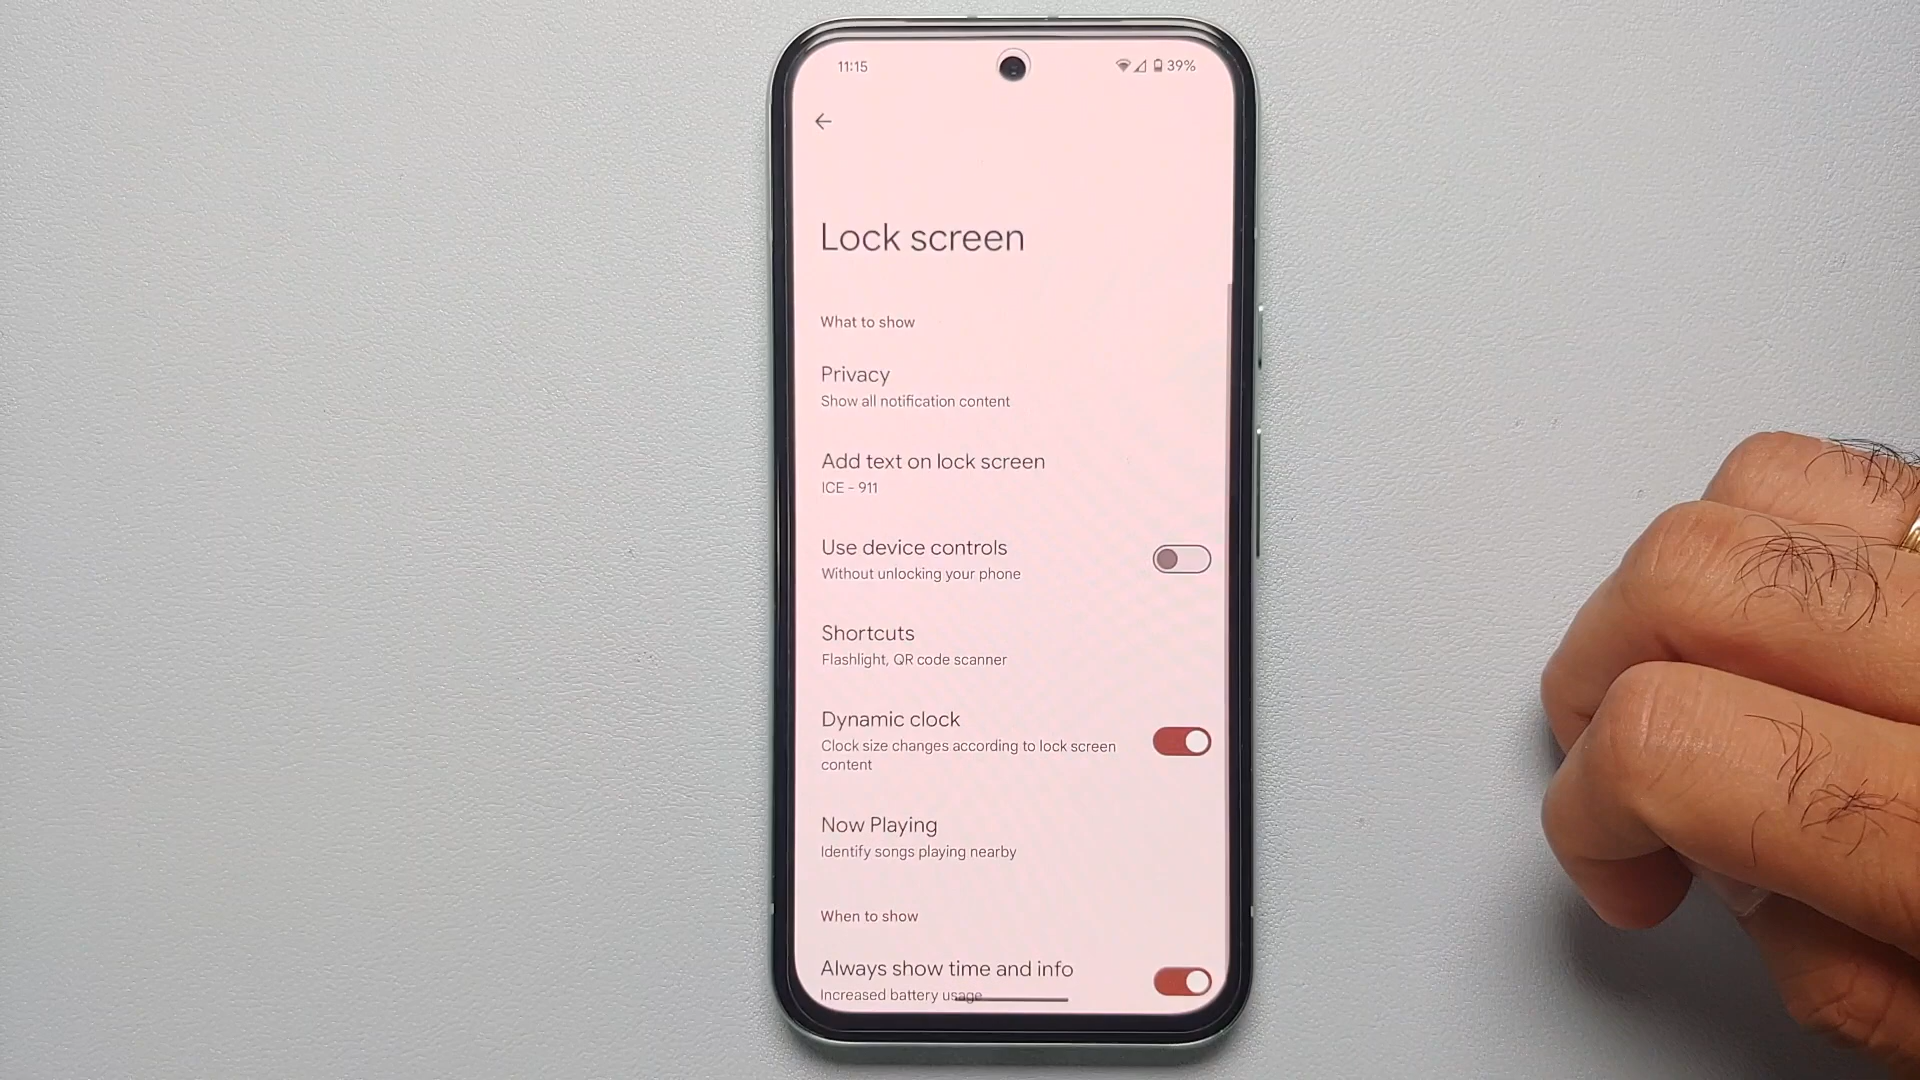 11:15
39%
Lock screen
What to show
Privacy
Show all notification content
Add text on lock screen
ICE - 911
Use device controls
Without unlocking your phone
Shortcuts
Flashlight, QR code scanner
Dynamic clock
Clock size changes according to lock screen
content
Now Playing
Identify songs playing nearby
When to show
Always show time and info
Increased battery usage